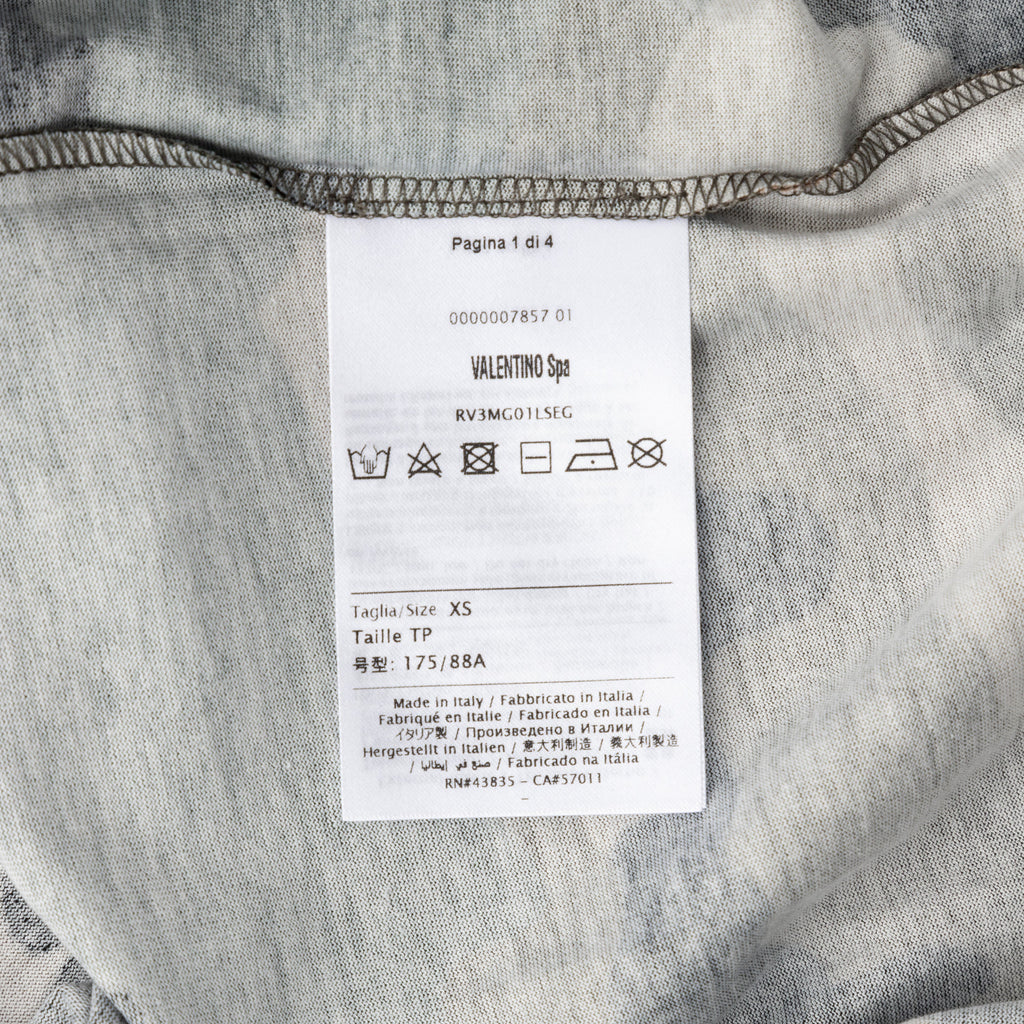 Pagina 1 di 4
0000007857 01
VALENTINO Spa
RV3MG01LSEG
Taglia/Size XS
Taille TP
号型: 175/88A
Made in Italy / Fabbricato in Italia /
Fabriqué en Italie / Fabricado en Italia /
イタリア製 / Произведено в Италии /
Hergestellt in Italien / 意大利制造 / 義大利製造
/ صنع في إيطاليا / Fabricado na Itália
RN#43835 – CA#57011
–